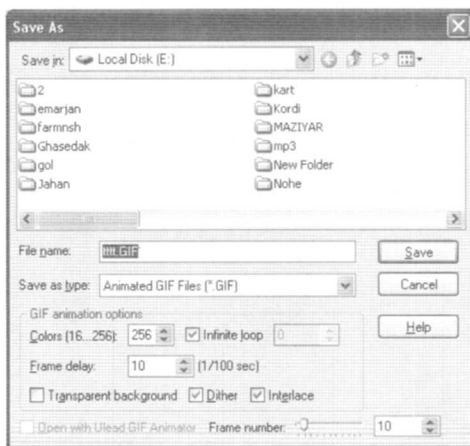 Save As
Save in: Local Disk (E:)
2
emarjan
farmnsh
Ghasedak
gol
Jahan
kart
Kordi
MAZIYAR
mp3
New Folder
Nohe
File name: tttt.GIF
Save
Save as type: Animated GIF Files (*.GIF)
Cancel
GIF animation options
Colors (16...256): 256 Infinite loop 0
Help
Frame delay: 10 (1/100 sec)
Transparent background Dither Interlace
Open with Ulead GIF Animator Frame number: 10